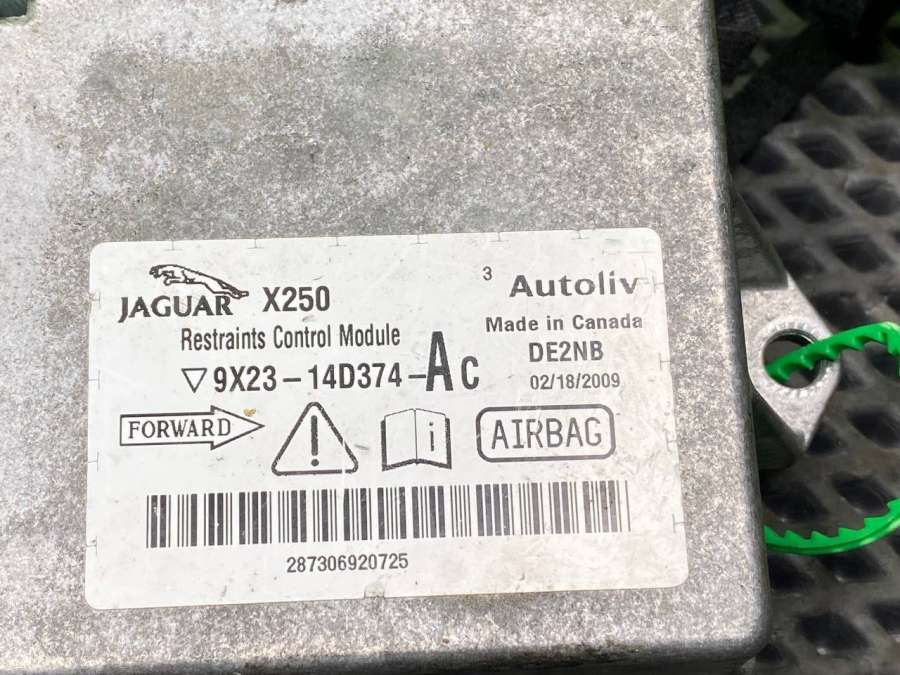 JAGUAR X250
Restraints Control Module
▽9X23-14D374-Ac
3 Autoliv
Made in Canada
DE2NB
02/18/2009
FORWARD
i
AIRBAG
287306920725